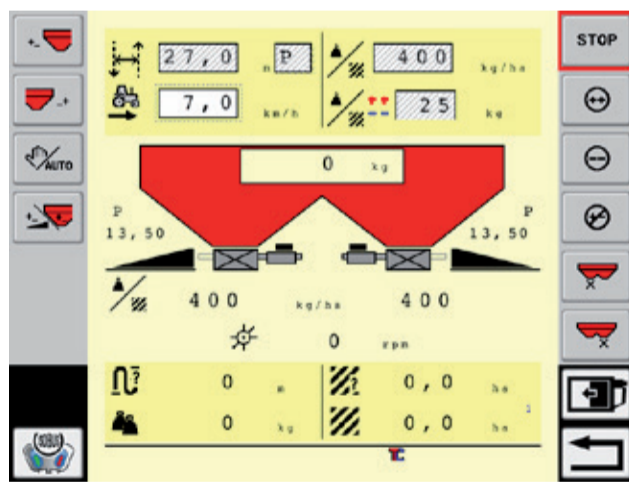 STOP
27,0 m P 400 kg/ha
7,0 km/h 25 kg
AUTO
0 kg
P P
13,50 13,50
400 kg/ha 400
0 rpm
? 0 m ? 0,0 ha
0 kg 0,0 ha
TC